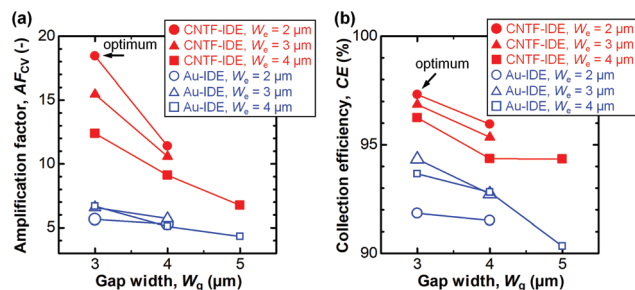 (a)
CNTF-IDE, We = 2 μm
CNTF-IDE, We = 3 μm
CNTF-IDE, We = 4 μm
Au-IDE, We = 2 μm
Au-IDE, We = 3 μm
Au-IDE, We = 4 μm
optimum
Amplification factor, AFCV (-)
20
15
10
5
3
4
5
Gap width, Wg (μm)
(b)
CNTF-IDE, We = 2 μm
CNTF-IDE, We = 3 μm
CNTF-IDE, We = 4 μm
Au-IDE, We = 2 μm
Au-IDE, We = 3 μm
Au-IDE, We = 4 μm
optimum
Collection efficiency, CE (%)
100
95
90
3
4
5
Gap width, Wg (μm)